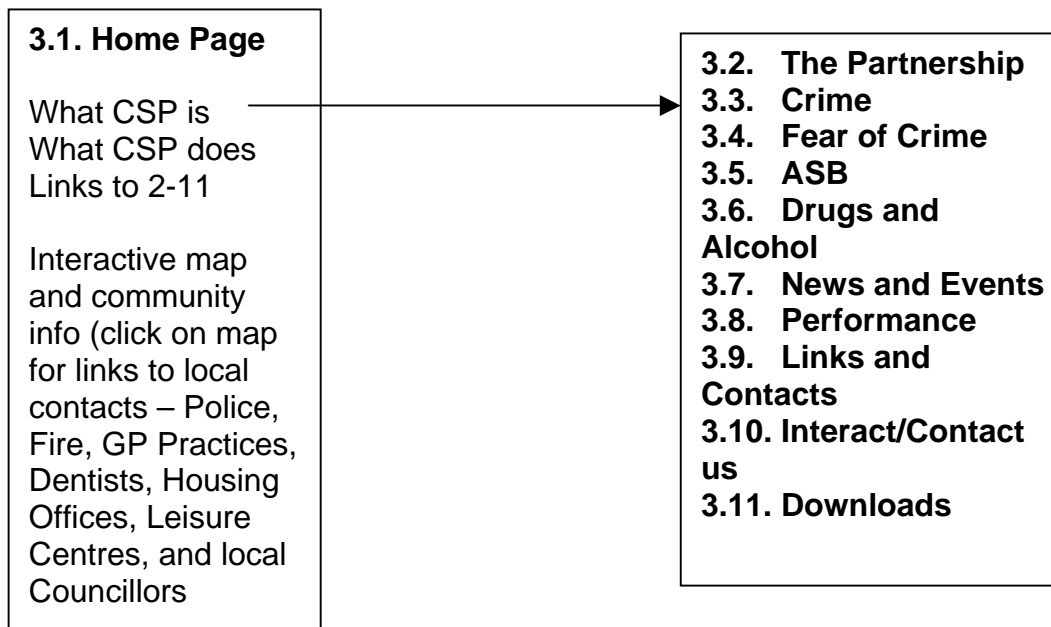 3.1. Home Page
What CSP is
What CSP does
Links to 2-11
Interactive map
and community
info (click on map
for links to local
contacts – Police,
Fire, GP Practices,
Dentists, Housing
Offices, Leisure
Centres, and local
Councillors
3.2. The Partnership
3.3. Crime
3.4. Fear of Crime
3.5. ASB
3.6. Drugs and
Alcohol
3.7. News and Events
3.8. Performance
3.9. Links and
Contacts
3.10. Interact/Contact
us
3.11. Downloads